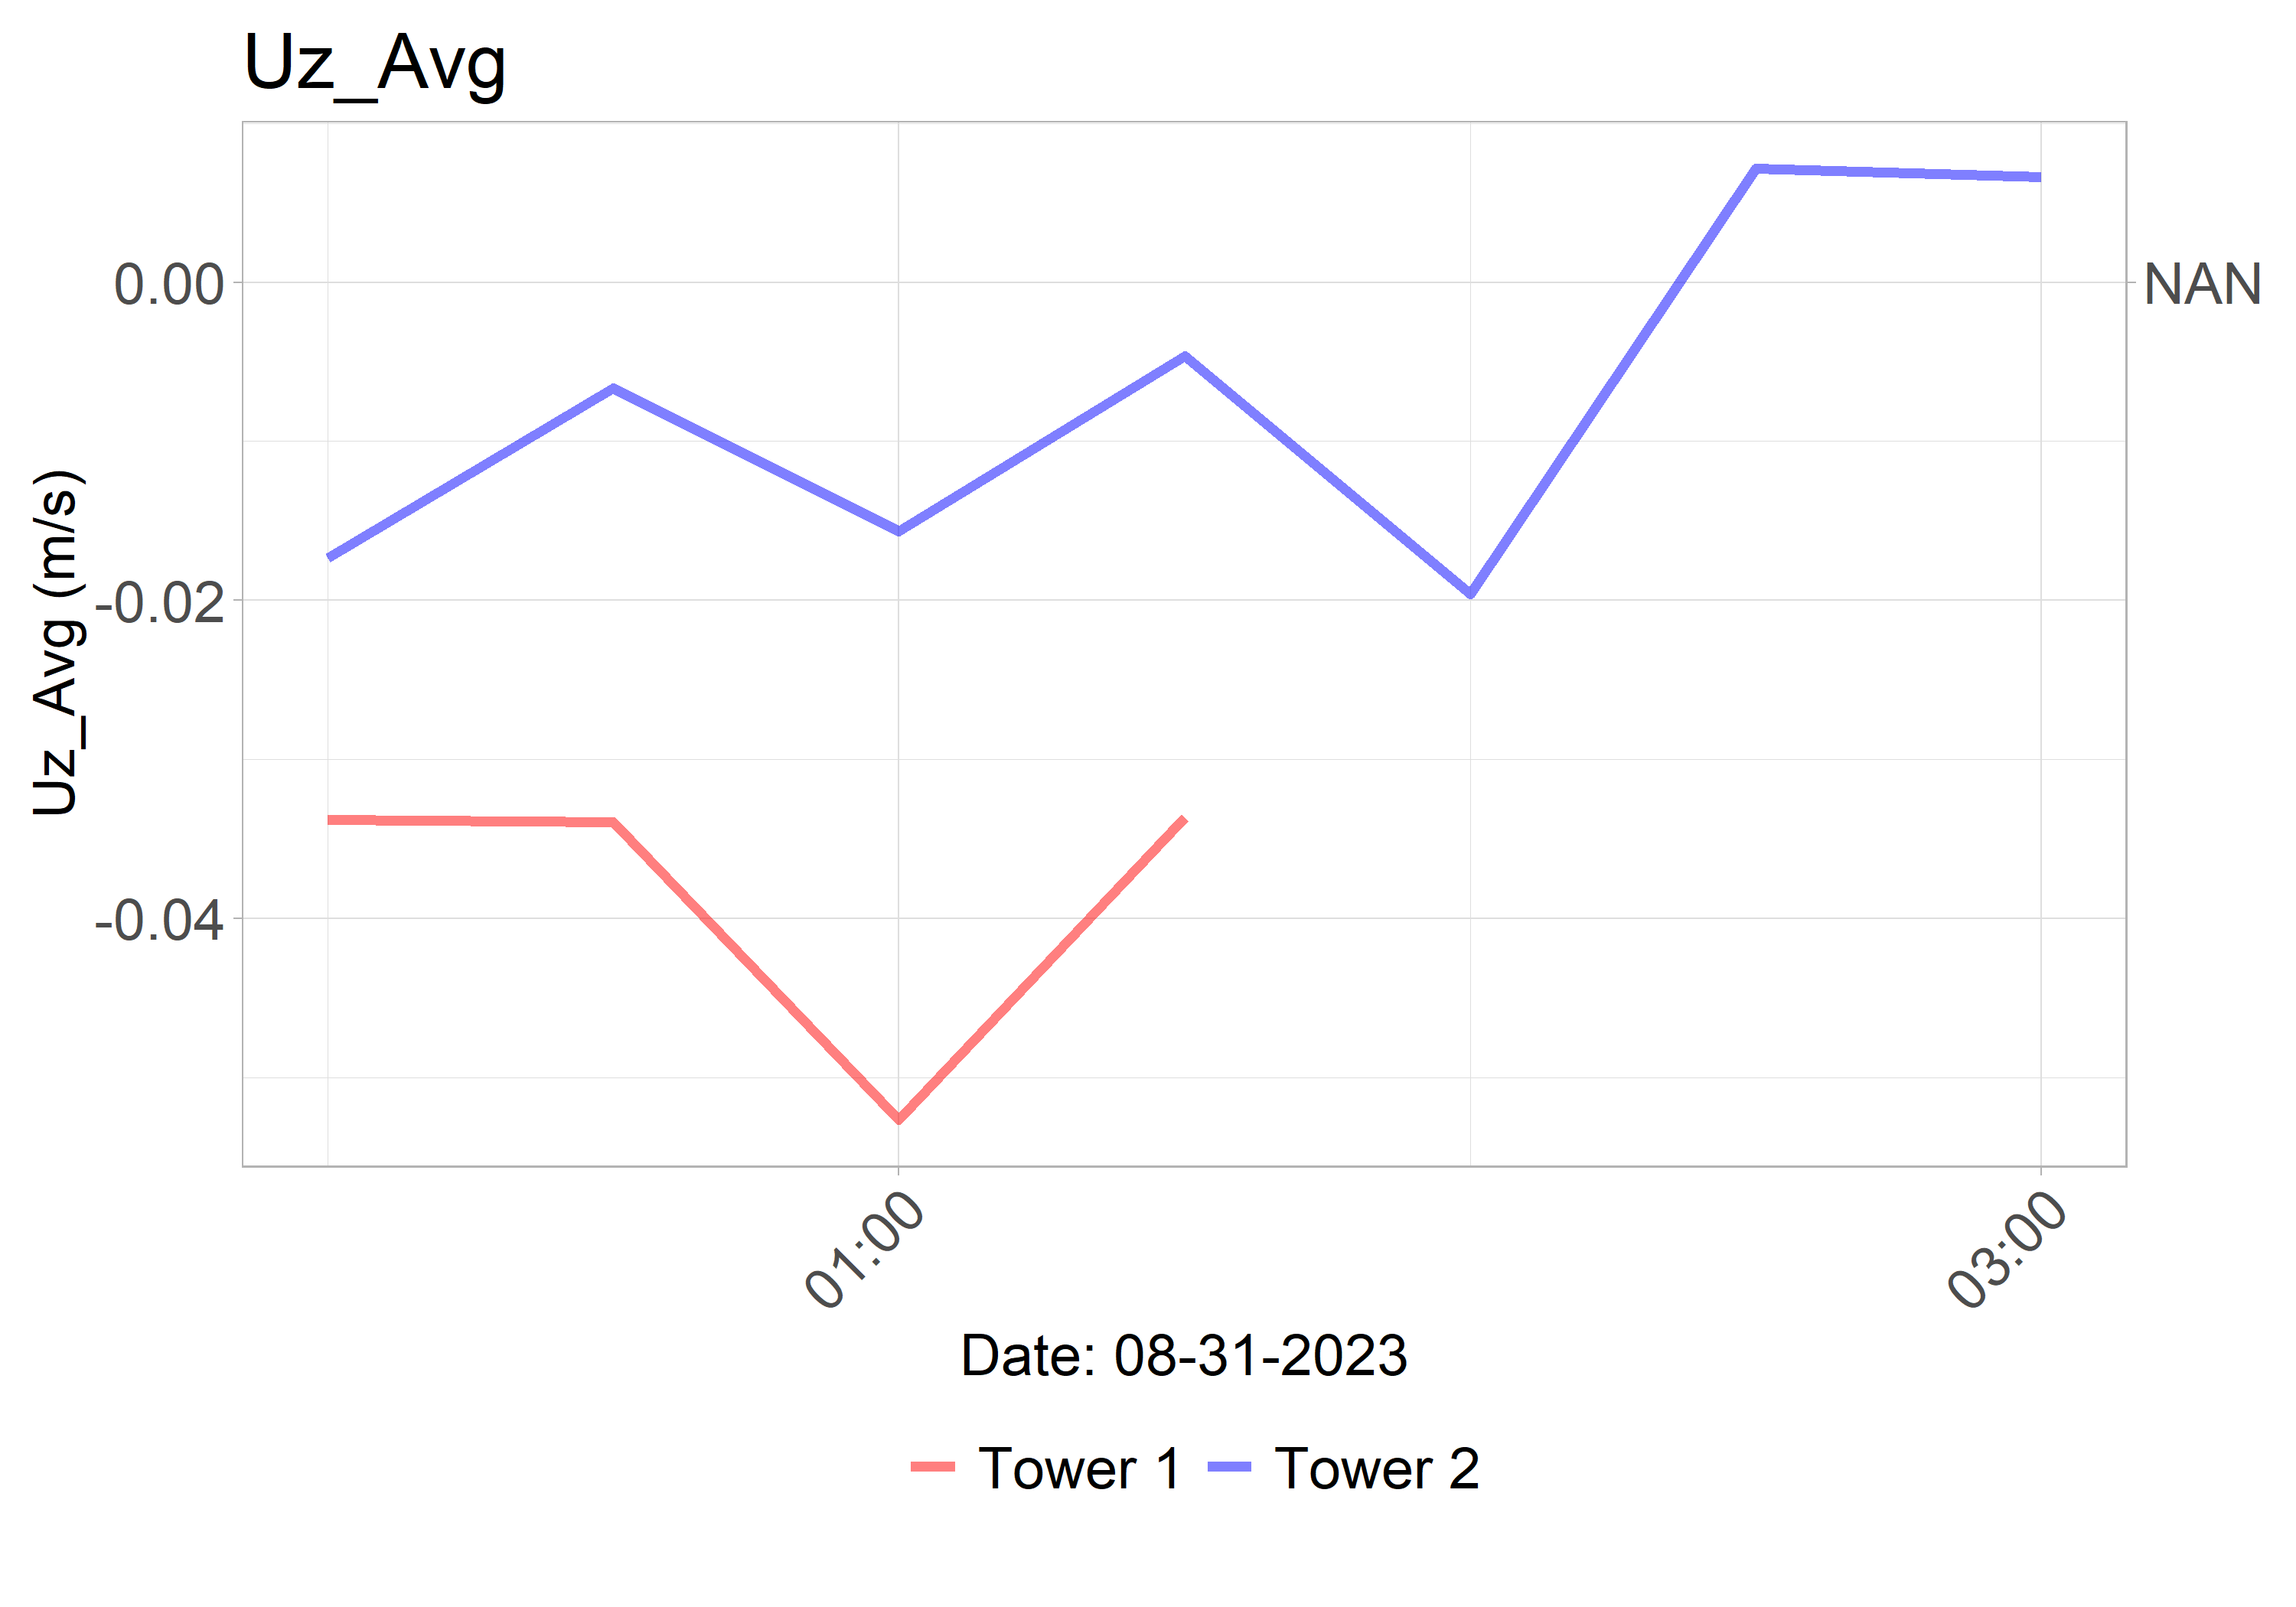 Uz_Avg
Uz_Avg (m/s)
0.00
-0.02
-0.04
NAN
01:00
03:00
Date: 08-31-2023
Tower 1
Tower 2